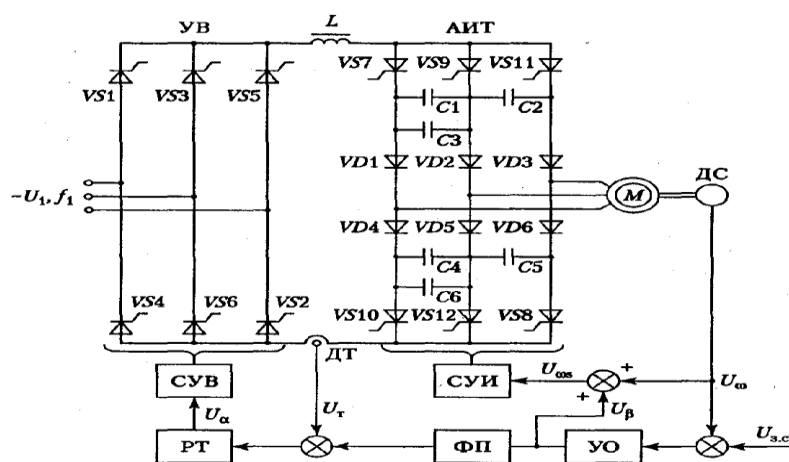 УВ L АИТ
VS1 VS3 VS5 VS7 VS9 VS11
C1 C2
C3
VD1 VD2 VD3
ДС
~U1, f1
M
VD4 VD5 VD6
C4 C5
C6
VS4 VS6 VS2 VS10 VS12 VS8
ДТ
СУВ СУИ Uωs + + Uω
Uα Uт Uβ
Uз.с
РТ ФП УО